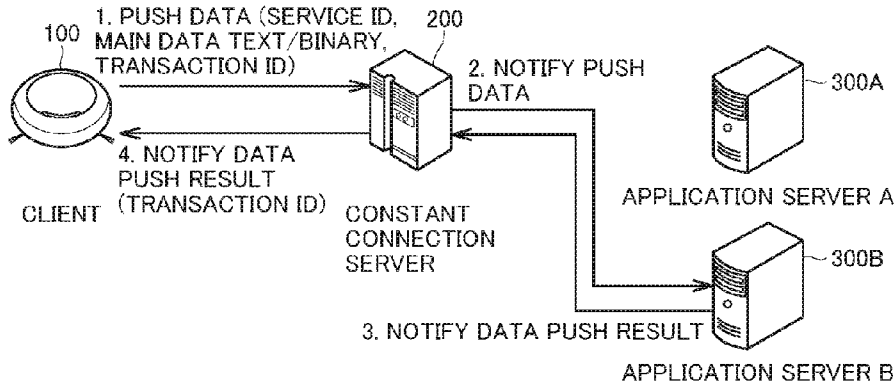 1. PUSH DATA (SERVICE ID,
MAIN DATA TEXT/BINARY,
TRANSACTION ID)
100
200
2. NOTIFY PUSH
DATA
300A
4. NOTIFY DATA
PUSH RESULT
(TRANSACTION ID)
CLIENT
CONSTANT
CONNECTION
SERVER
APPLICATION SERVER A
300B
3. NOTIFY DATA PUSH RESULT
APPLICATION SERVER B